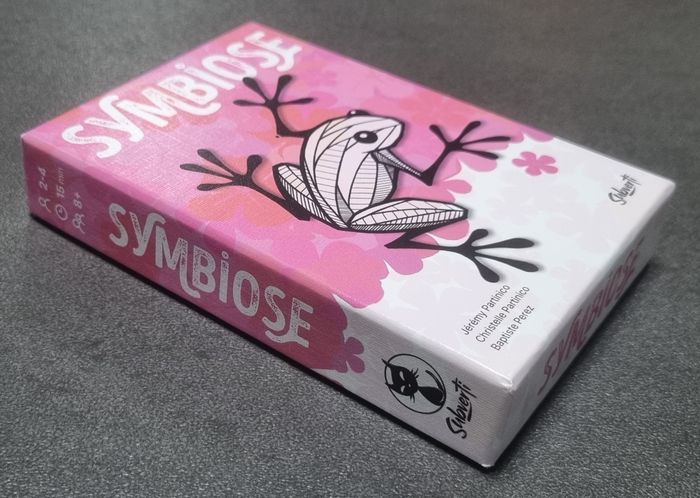 SYMBIOSE
Subverti
Jérémy Partinico
Christelle Partinico
Baptiste Perez
2-4
15 min
8+
SYMBIOSE
Subverti
SYMBIOSE